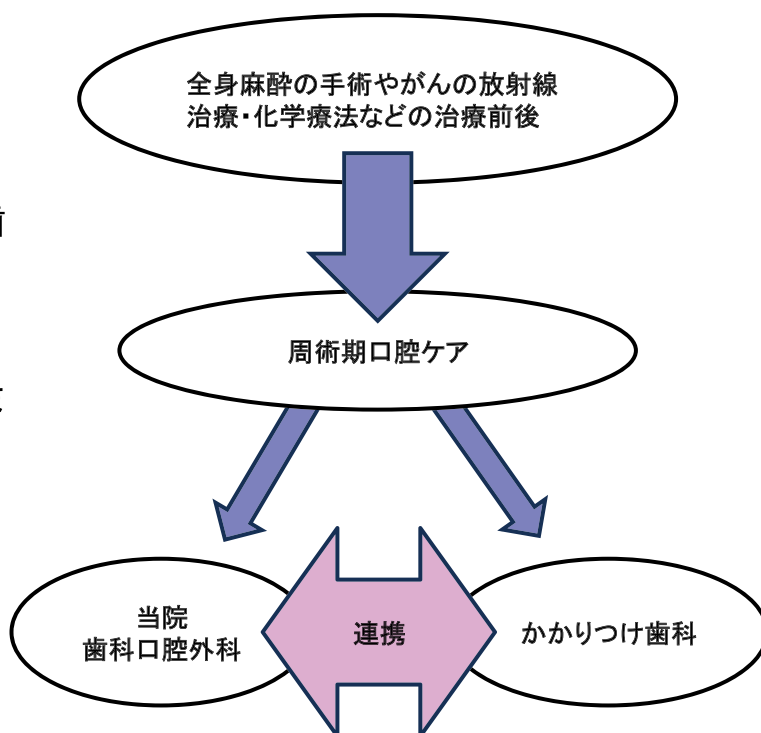 全身麻酔の手術やがんの放射線
治療・化学療法などの治療前後
周術期口腔ケア
当院
歯科口腔外科
連携
かかりつけ歯科